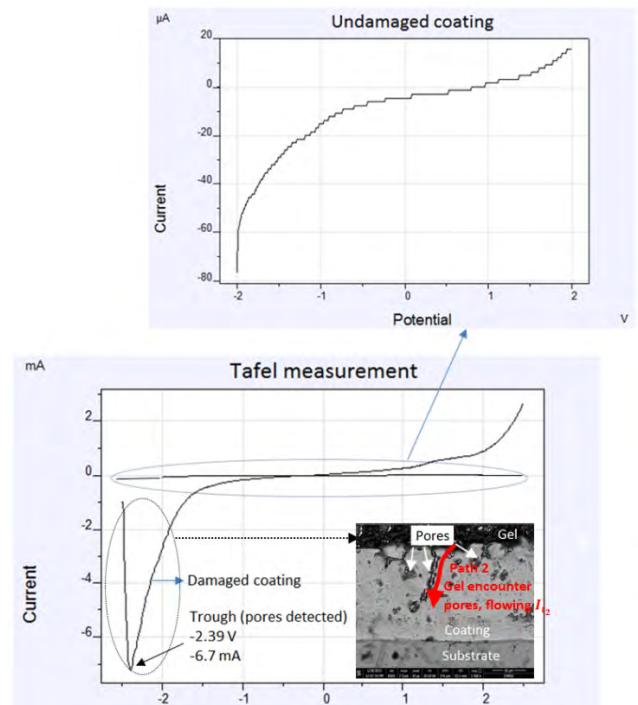 µA
Undamaged coating
20
0
-20
-40
-60
-80
Current
-2
-1
0
1
2
Potential
V
mA
Tafel measurement
2
0
-2
-4
-6
Current
Damaged coating
Trough (pores detected)
-2.39 V
-6.7 mA
Pores
Gel
Path 2
Gel encounter
pores, flowing
Coating
Substrate
-2
-1
0
1
2